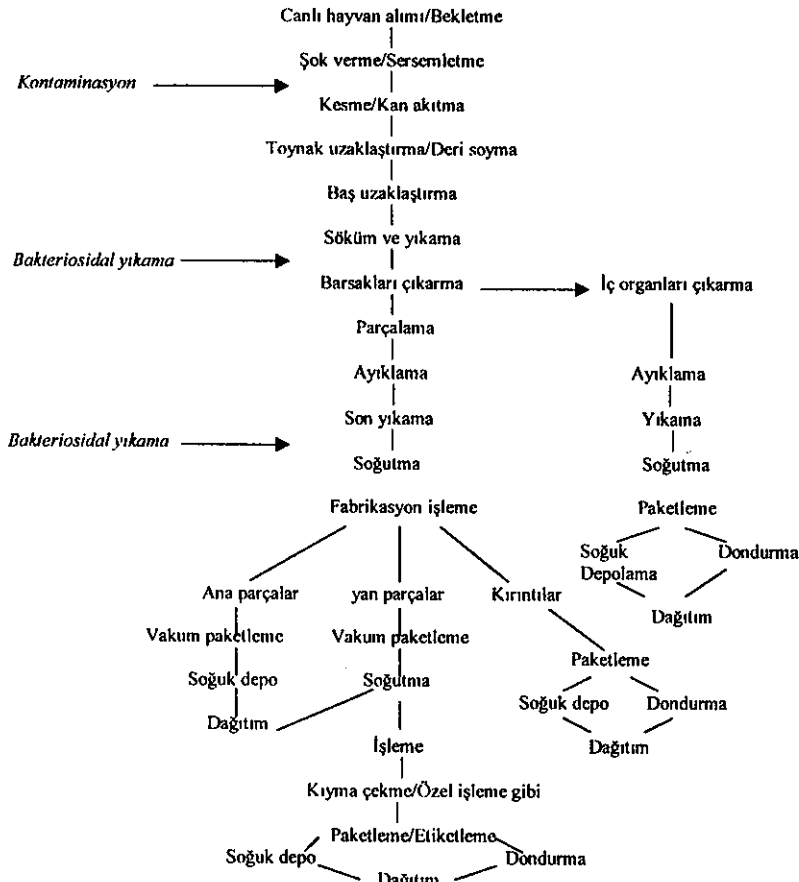 Canlı hayvan alımı/Bekletme
Şok verme/Sersemletme
Kontaminasyon
Kesme/Kan akıtma
Toynak uzaklaştırma/Deri soyma
Baş uzaklaştırma
Söküm ve yıkama
Bakteriosidal yıkama
Barsakları çıkarma
İç organları çıkarma
Parçalama
Ayıklama
Ayıklama
Son yıkama
Yıkama
Bakteriosidal yıkama
Soğutma
Soğutma
Fabrikasyon işleme
Paketleme
Soğuk
Depolama
Dondurma
Dağıtım
Ana parçalar
yan parçalar
Kırıntılar
Vakum paketleme
Vakum paketleme
Paketleme
Soğuk depo
Soğutma
Soğuk depo
Dondurma
Dağıtım
Dağıtım
İşleme
Kıyma çekme/Özel işleme gibi
Paketleme/Etiketleme
Soğuk depo
Dondurma
Dağıtım